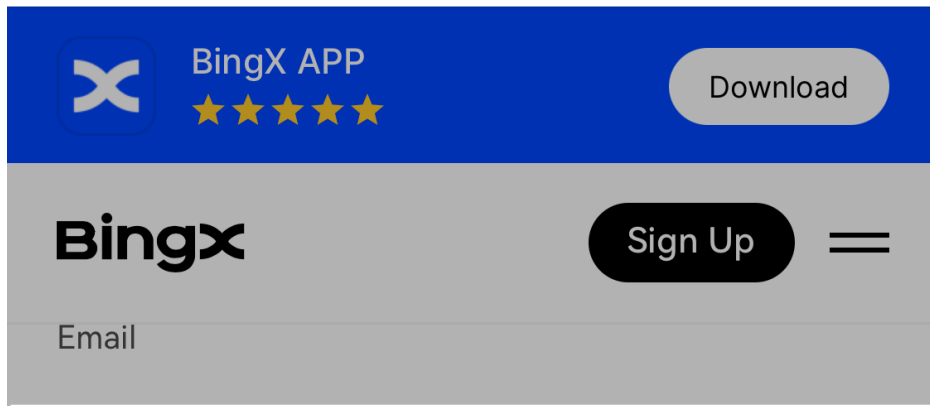 BingX APP
Download
BingX
Sign Up
Email